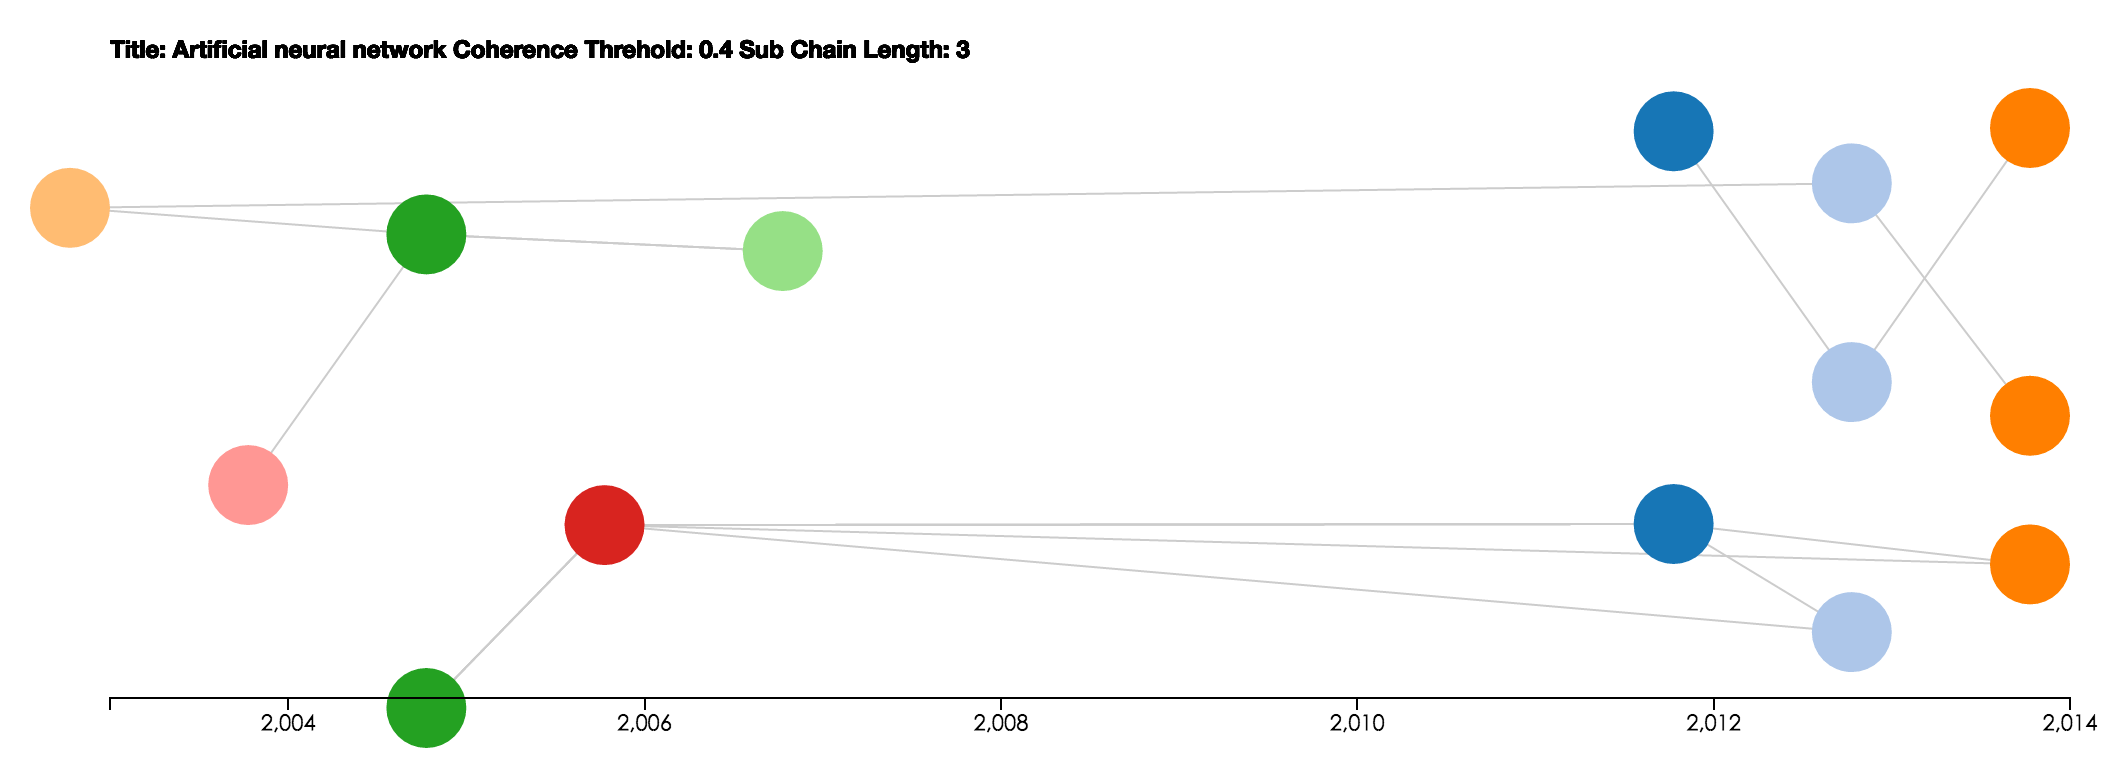 Title: Artificial neural network Coherence Threhold: 0.4 Sub Chain Length: 3
2,004 2,006 2,008 2,010 2,012 2,014